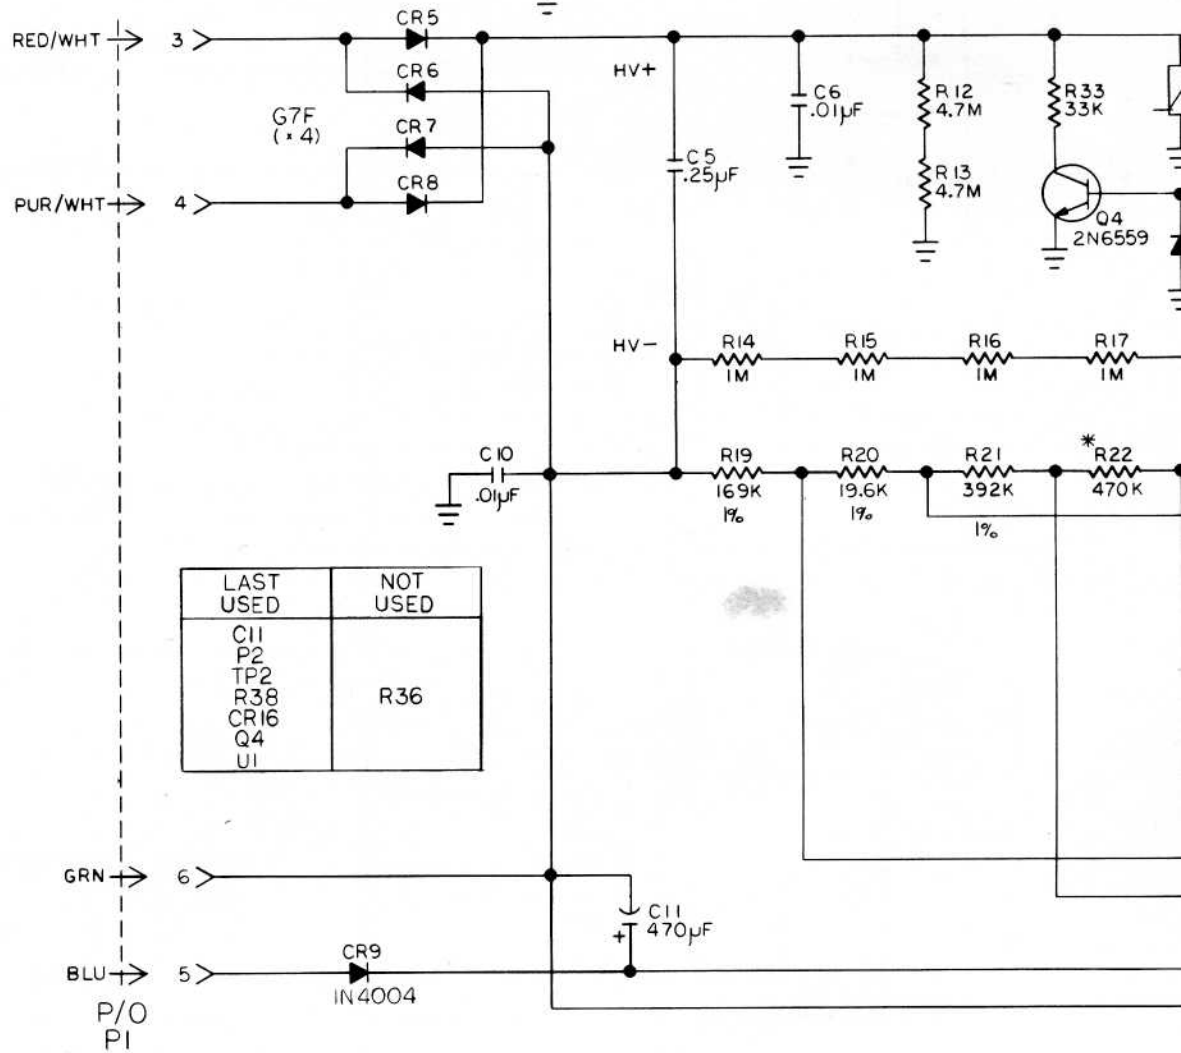 RED/WHT
3
CR5
CR6
G7F
(×4)
CR7
CR8
PUR/WHT
4
HV+
C5
.25µF
C6
.01µF
R12
4.7M
R13
4.7M
R33
33K
Q4
2N6559
HV-
R14
1M
R15
1M
R16
1M
R17
1M
C10
.01µF
R19
169K
1%
R20
19.6K
1%
R21
392K
1%
*
R22
470K
LAST
USED
NOT
USED
C11
P2
TP2
R38
CR16
Q4
U1
R36
GRN
6
C11
470µF
+
BLU
5
CR9
1N4004
P/O
P1